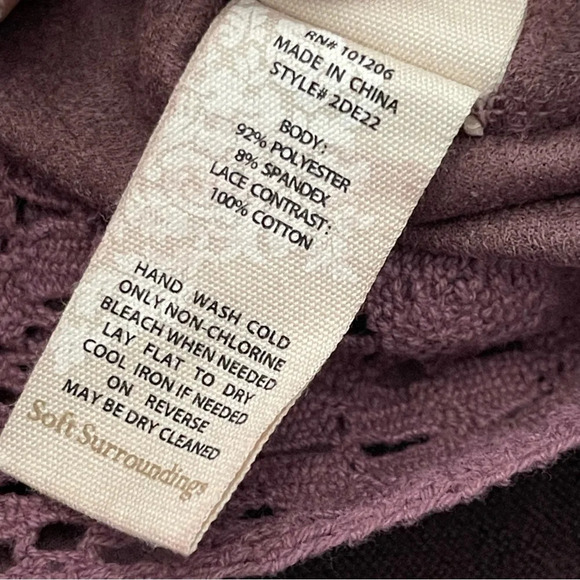 RN# 101206
MADE IN CHINA
STYLE# 2DE22
BODY:
92% POLYESTER
8% SPANDEX
LACE CONTRAST:
100% COTTON
HAND WASH COLD
ONLY NON-CHLORINE
BLEACH WHEN NEEDED
LAY FLAT TO DRY
COOL IRON IF NEEDED
ON REVERSE
MAY BE DRY CLEANED
Soft Surroundings